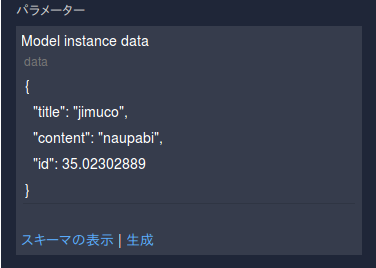 パラメーター
Model instance data
data
{
"title": "jimuco",
"content": "naupabi",
"id": 35.02302889
}
スキーマの表示 | 生成